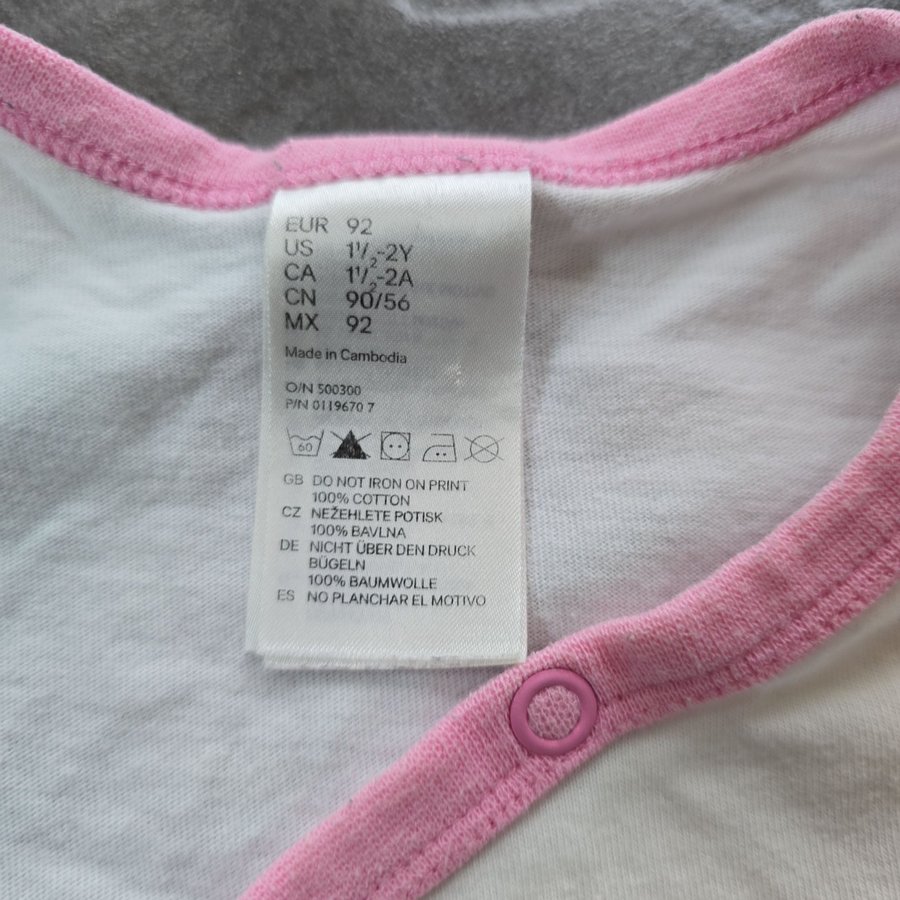 EUR 92
US 1½-2Y
CA 1½-2A
CN 90/56
MX 92
Made in Cambodia
O/N 500300
P/N 0119670 7
60
GB DO NOT IRON ON PRINT
100% COTTON
CZ NEŽEHLETE POTISK
100% BAVLNA
DE NICHT ÜBER DEN DRUCK
BÜGELN
100% BAUMWOLLE
ES NO PLANCHAR EL MOTIVO